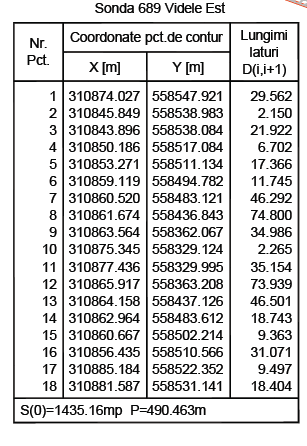 Sonda 689 Videle Est
Nr. Pct. Coordonate pct.de contur Lungimi laturi D(i,i+1)
X [m] Y [m]
1 310874.027 558547.921 29.562
2 310845.849 558538.983 2.150
3 310843.896 558538.084 21.922
4 310850.186 558517.084 6.702
5 310853.271 558511.134 17.366
6 310859.119 558494.782 11.745
7 310860.520 558483.121 46.292
8 310861.674 558436.843 74.800
9 310863.564 558362.067 34.986
10 310875.345 558329.124 2.265
11 310877.436 558329.995 35.154
12 310865.917 558363.208 73.939
13 310864.158 558437.126 46.501
14 310862.964 558483.612 18.743
15 310860.667 558502.214 9.363
16 310856.435 558510.566 31.071
17 310885.184 558522.352 9.497
18 310881.587 558531.141 18.404
S(0)=1435.16mp P=490.463m